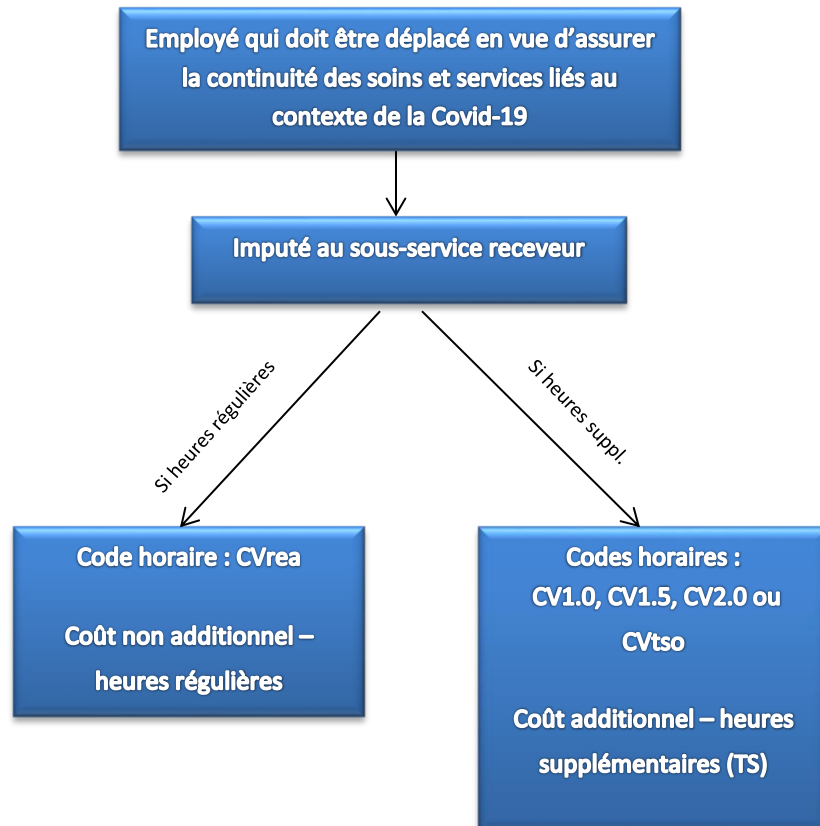 Employé qui doit être déplacé en vue d’assurer
la continuité des soins et services liés au
contexte de la Covid-19
Imputé au sous-service receveur
Si heures régulières
Si heures suppl.
Code horaire : CVrea
Coût non additionnel –
heures régulières
Codes horaires :
CV1.0, CV1.5, CV2.0 ou
CVtso
Coût additionnel – heures
supplémentaires (TS)